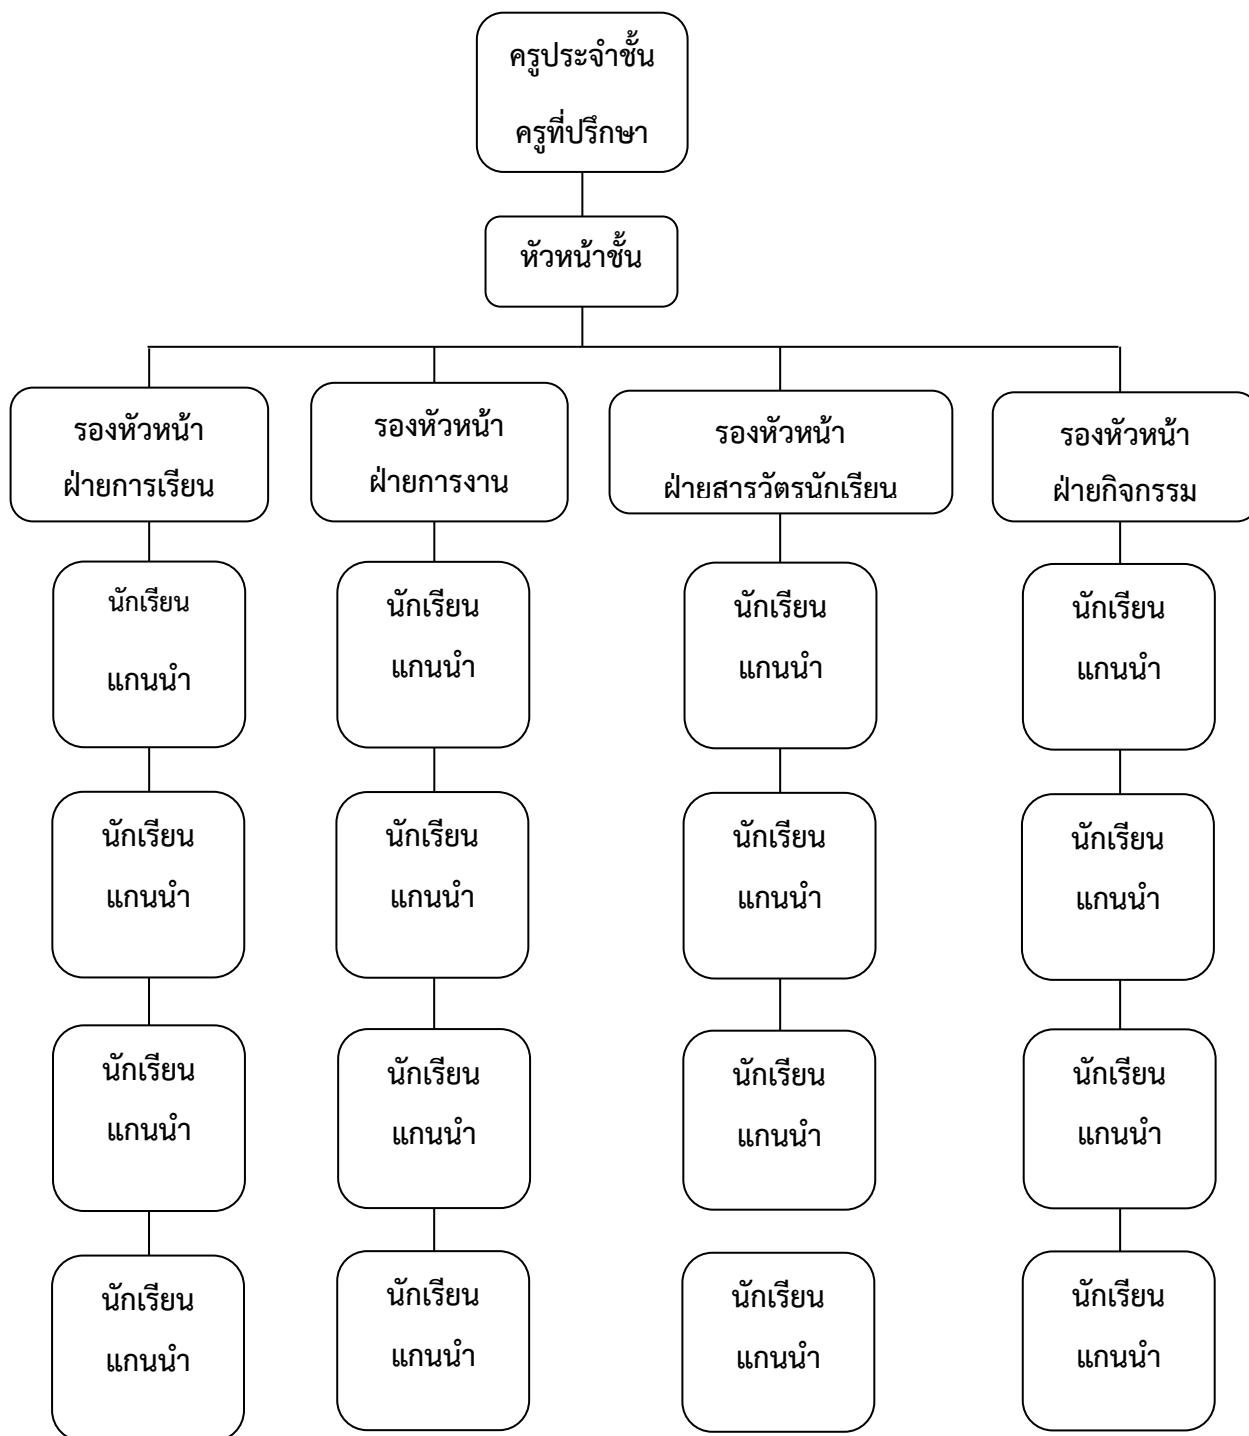 ครูประจำชั้น
ครูที่ปรึกษา
หัวหน้าชั้น
รองหัวหน้า
ฝ่ายการเรียน
รองหัวหน้า
ฝ่ายการงาน
รองหัวหน้า
ฝ่ายสารวัตรนักเรียน
รองหัวหน้า
ฝ่ายกิจกรรม
นักเรียน
แกนนำ
นักเรียน
แกนนำ
นักเรียน
แกนนำ
นักเรียน
แกนนำ
นักเรียน
แกนนำ
นักเรียน
แกนนำ
นักเรียน
แกนนำ
นักเรียน
แกนนำ
นักเรียน
แกนนำ
นักเรียน
แกนนำ
นักเรียน
แกนนำ
นักเรียน
แกนนำ
นักเรียน
แกนนำ
นักเรียน
แกนนำ
นักเรียน
แกนนำ
นักเรียน
แกนนำ